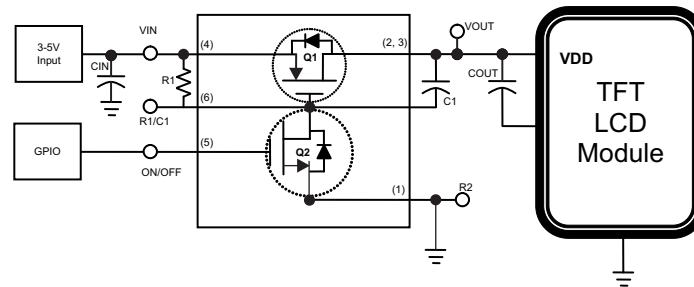 3-5V
Input
VIN
CIN
R1
R1/C1
GPIO
ON/OFF
(4)
(6)
(5)
Q1
Q2
(2, 3)
(1)
VOUT
C1
COUT
R2
VDD
TFT
LCD
Module